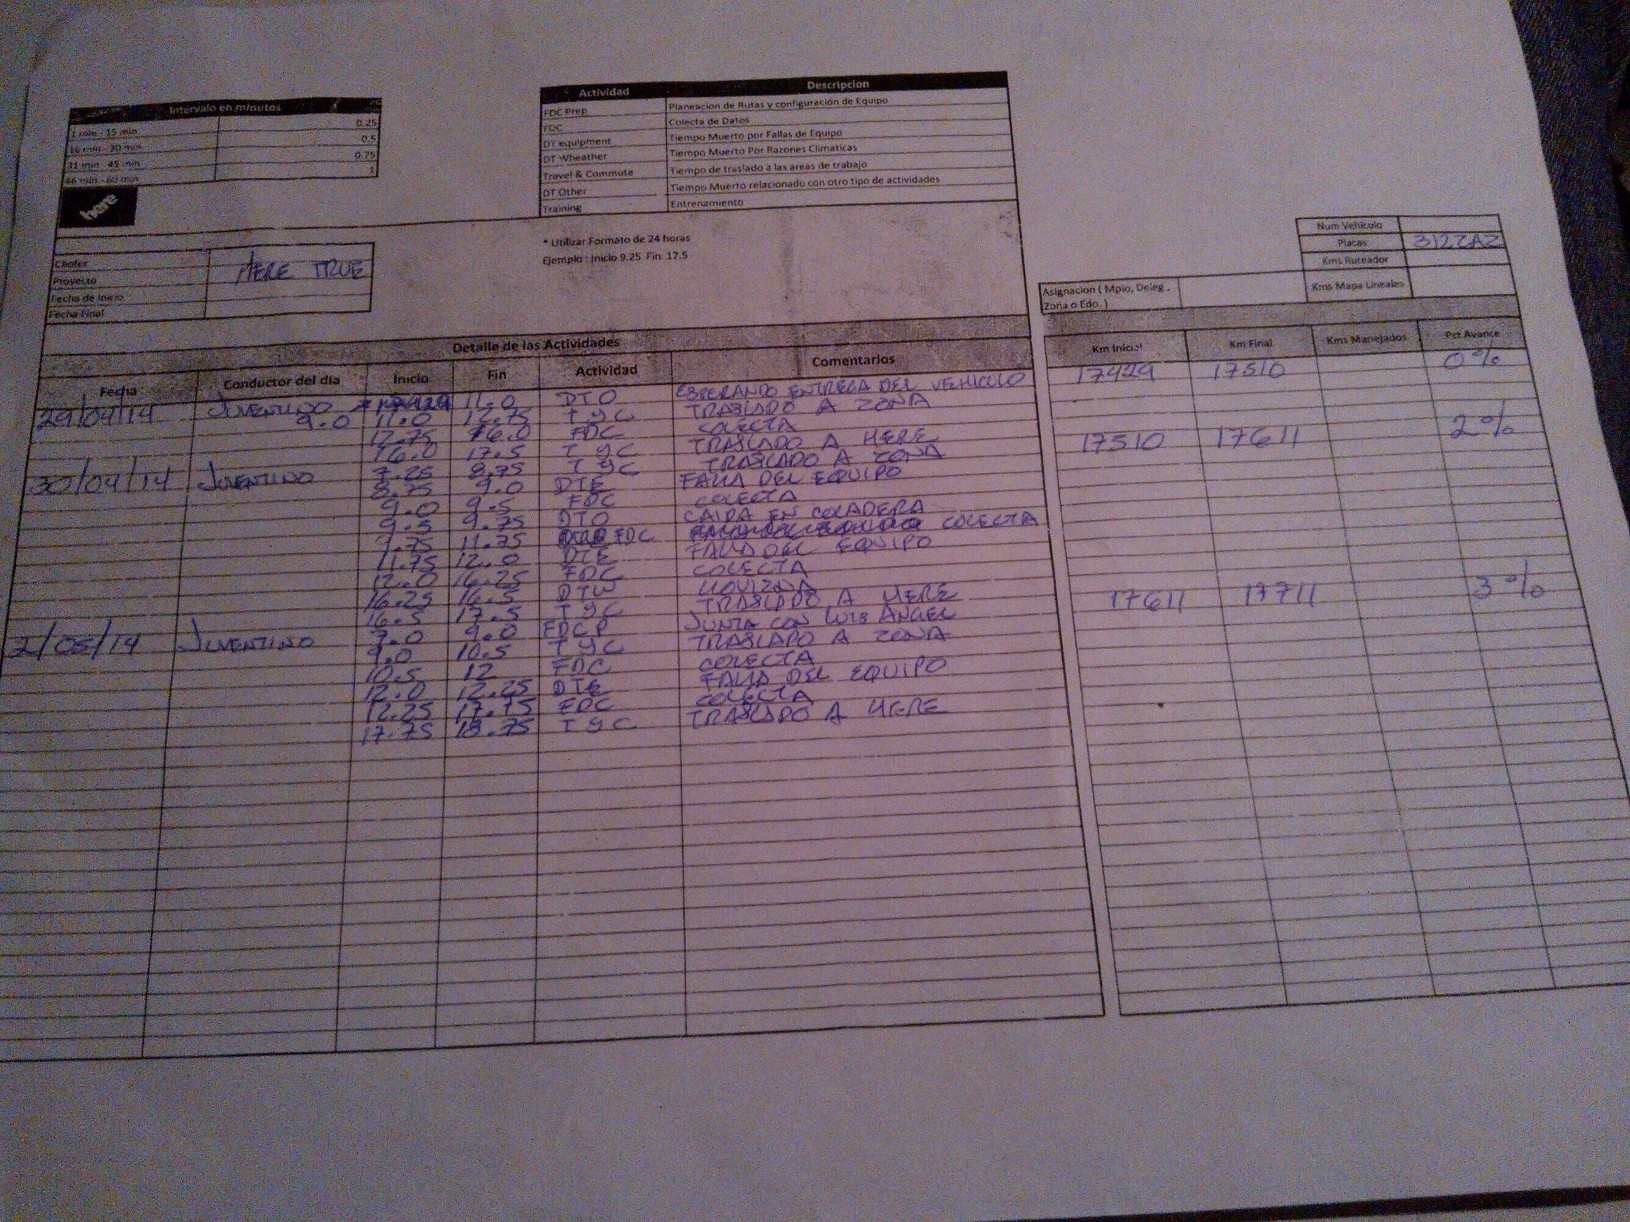 Intervalo en minutos
1 min - 15 min 0.25
16 min - 30 min 0.5
31 min - 45 min 0.75
46 min - 60 min 1
here
Actividad Descripcion
FDC Prep Planeacion de Rutas y configuración de Equipo
FDC Colecta de Datos
DT equipment Tiempo Muerto por Fallas de Equipo
DT Wheather Tiempo Muerto Por Razones Climaticas
Travel & Commute Tiempo de traslado a las areas de trabajo
DT Other Tiempo Muerto relacionado con otro tipo de actividades
Training Entrenamiento
* Utilizar Formato de 24 horas
Ejemplo : Inicio 9.25 Fin 17.5
Chofer
Proyecto HERE TRUE
Fecha de Inicio
Fecha Final
Num Vehiculo
Placas 312ZAZ
Kms Ruteador
Kms Mapa Lineales
Asignacion ( Mpio, Deleg ,
Zona o Edo. )
Detalle de las Actividades
Fecha Conductor del dia Inicio Fin Actividad Comentarios Km Inicial Km Final Kms Manejados Pct Avance
29/04/14 JUVENTINO 9.0 11.0 DTO ESPERANDO ENTREGA DEL VEHICULO 17429 17510 0%
11.0 12.75 TYC TRASLADO A ZONA
12.75 16.0 FDC COLECTA
16.0 17.5 TYC TRASLADO A HERE
30/04/14 JUVENTINO 7.25 8.75 TYC TRASLADO A ZONA 17510 17611 2%
8.75 9.0 DTE FALLA DEL EQUIPO
9.0 9.5 FDC COLECTA
9.5 9.75 DTO CAIDA EN COLADERA
9.75 11.75 FDC COLECTA
11.75 12.0 DTE FALLA DEL EQUIPO
12.0 16.25 FDC COLECTA
16.25 16.5 DTW LLOVIZNA
16.5 17.5 TYC TRASLADO A HERE
2/05/14 JUVENTINO 7.0 9.0 FDCP JUNTA CON LUIS ANGEL 17611 17711 3%
9.0 10.5 TYC TRASLADO A ZONA
10.5 12 FDC COLECTA
12.0 12.25 DTE FALLA DEL EQUIPO
12.25 17.75 FDC COLECTA
17.75 18.75 TYC TRASLADO A HERE